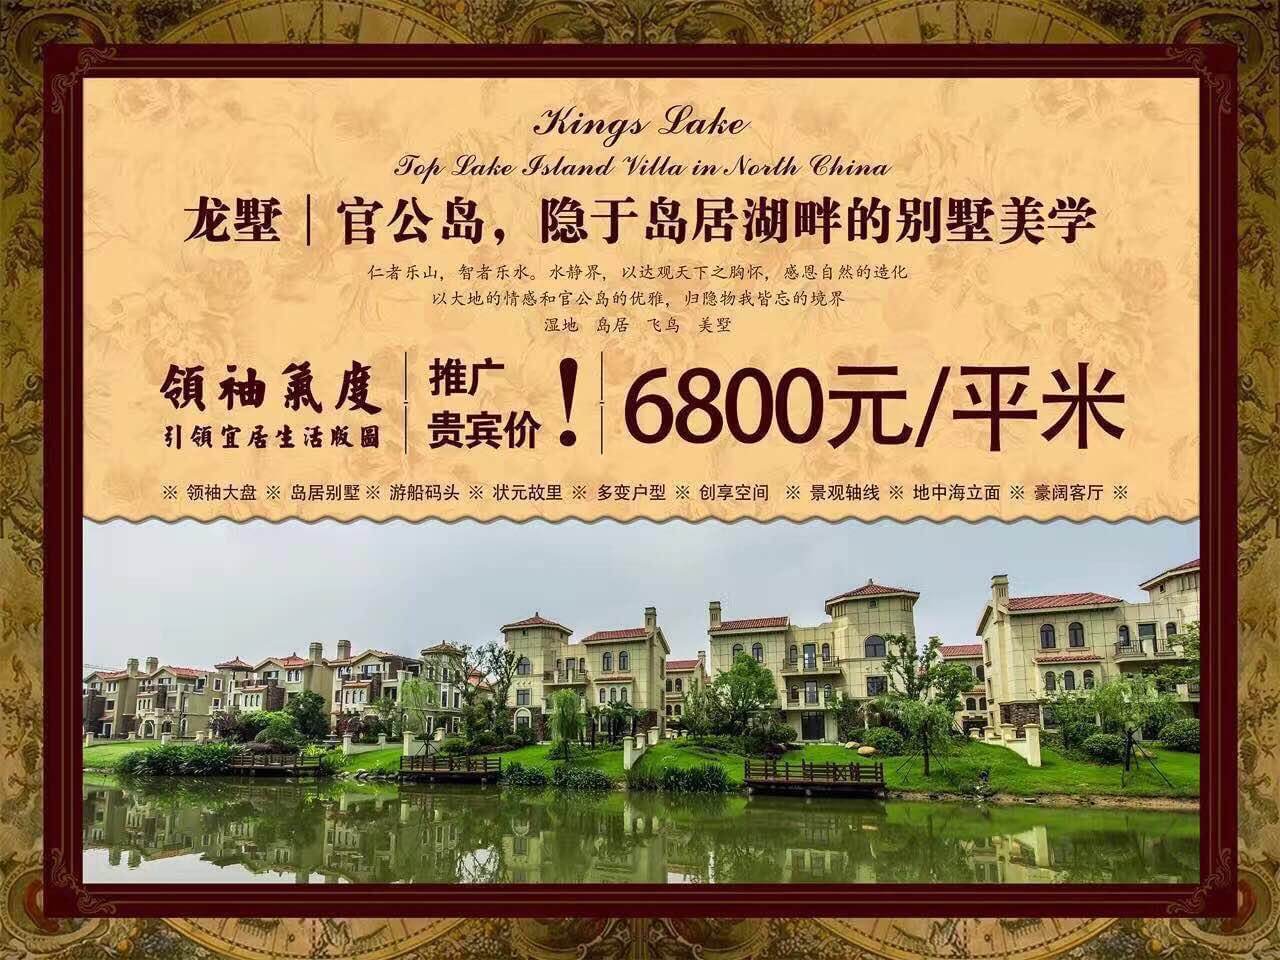 Kings Lake
Top Lake Island Villa in North China
龙墅｜官公岛，隐于岛居湖畔的别墅美学
仁者乐山，智者乐水。水静界，以达观天下之胸怀，感恩自然的造化
以大地的情感和官公岛的优雅，归隐物我皆忘的境界
湿地 岛居 飞鸟 美墅
領袖氣度
引領宜居生活版圖
推广
贵宾价！
6800元/平米
※ 领袖大盘 ※ 岛居别墅 ※ 游船码头 ※ 状元故里 ※ 多变户型 ※ 创享空间 ※ 景观轴线 ※ 地中海立面 ※ 豪阔客厅 ※